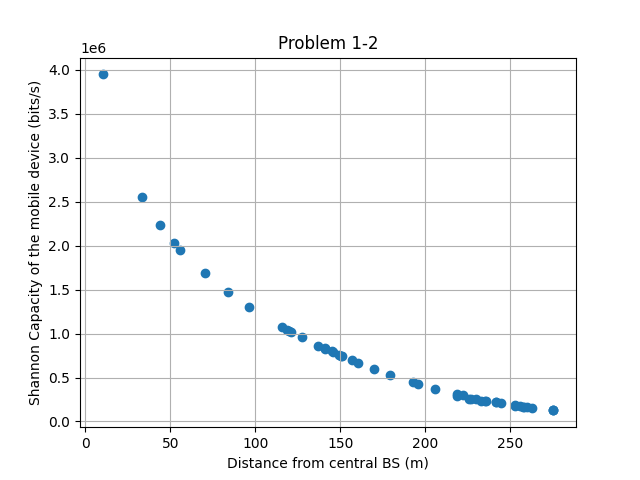 Problem 1-2
1e6
4.0
3.5
3.0
2.5
2.0
1.5
1.0
0.5
0.0
Shannon Capacity of the mobile device (bits/s)
0 50 100 150 200 250
Distance from central BS (m)